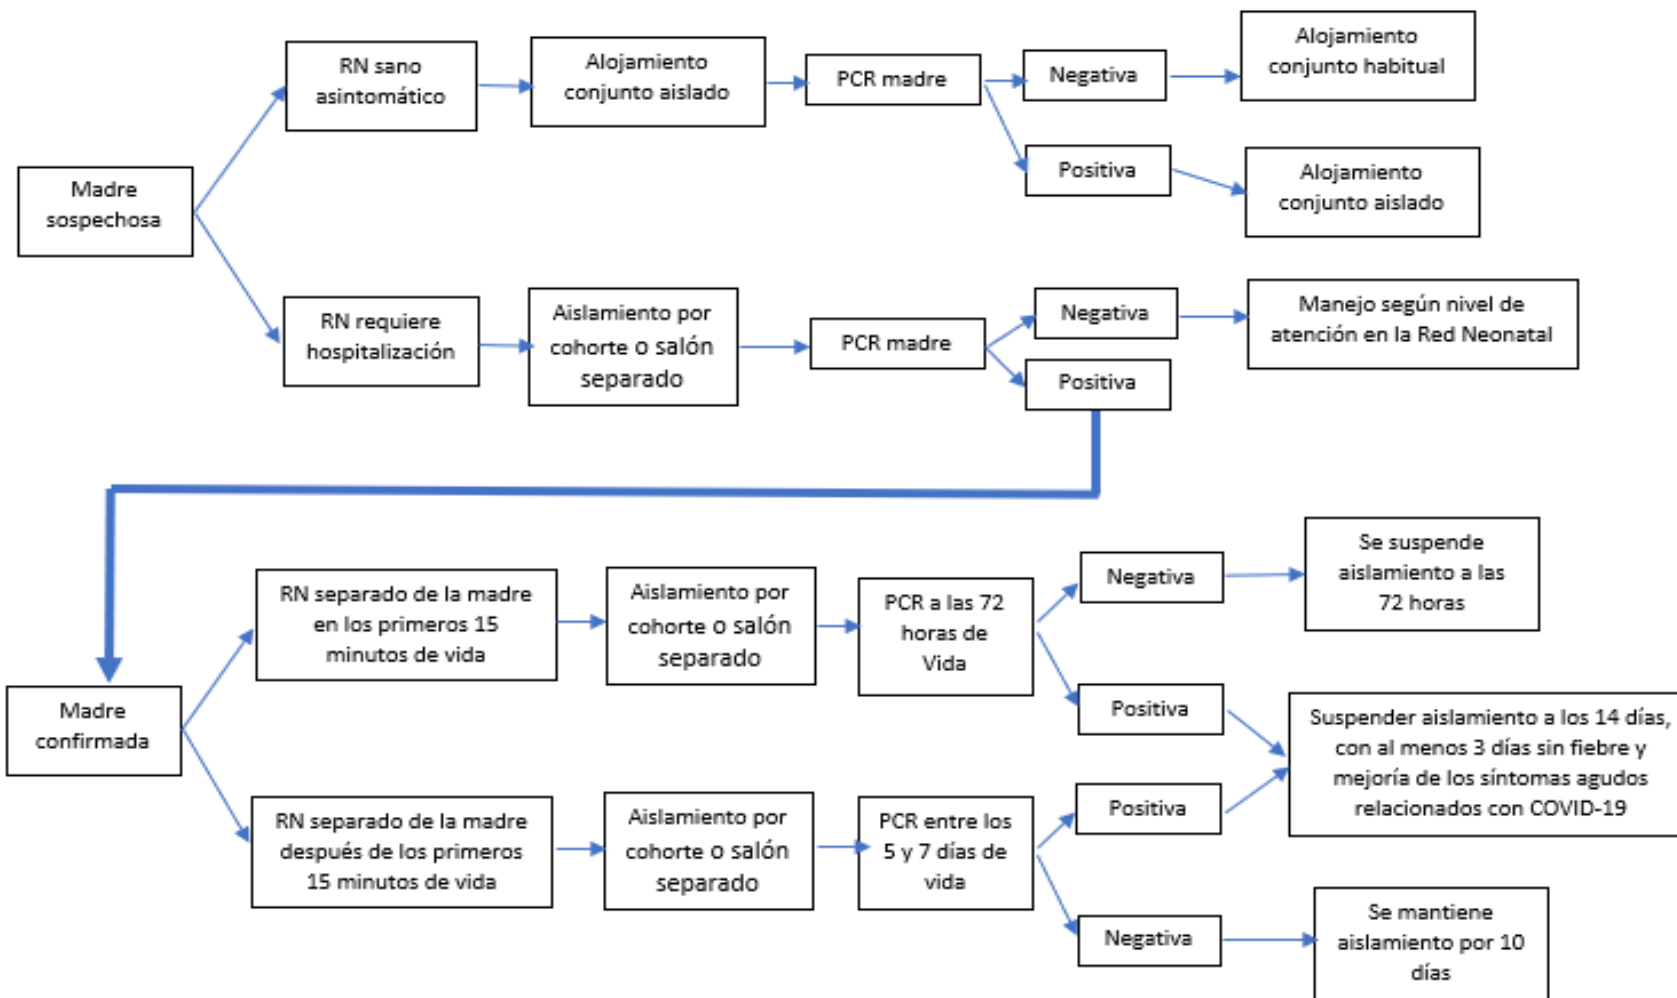 RN sano
asintomático
Alojamiento
conjunto aislado
PCR madre
Negativa
Alojamiento
conjunto habitual
Positiva
Alojamiento
conjunto aislado
Madre
sospechosa
RN requiere
hospitalización
Aislamiento por
cohorte o salón
separado
PCR madre
Negativa
Manejo según nivel de
atención en la Red Neonatal
Positiva
Madre
confirmada
RN separado de la madre
en los primeros 15
minutos de vida
Aislamiento por
cohorte o salón
separado
PCR a las 72
horas de
Vida
Negativa
Se suspende
aislamiento a las
72 horas
Positiva
Suspender aislamiento a los 14 días,
con al menos 3 días sin fiebre y
mejoría de los síntomas agudos
relacionados con COVID-19
RN separado de la madre
después de los primeros
15 minutos de vida
Aislamiento por
cohorte o salón
separado
PCR entre los
5 y 7 días de
vida
Positiva
Negativa
Se mantiene
aislamiento por 10
días